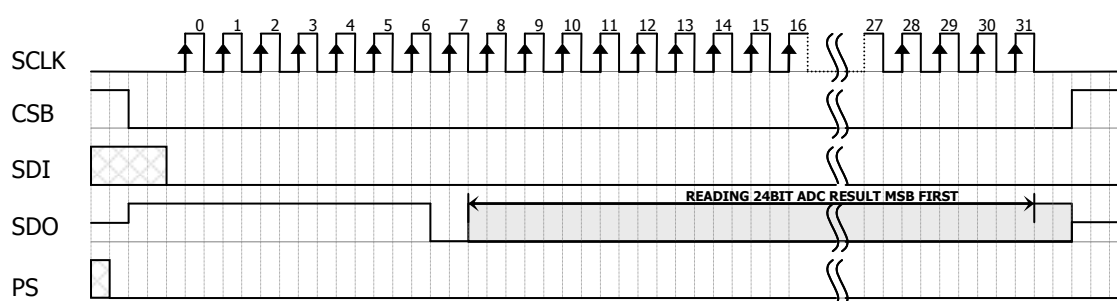 0 1 2 3 4 5 6 7 8 9 10 11 12 13 14 15 16 27 28 29 30 31
SCLK
CSB
SDI
READING 24BIT ADC RESULT MSB FIRST
SDO
PS